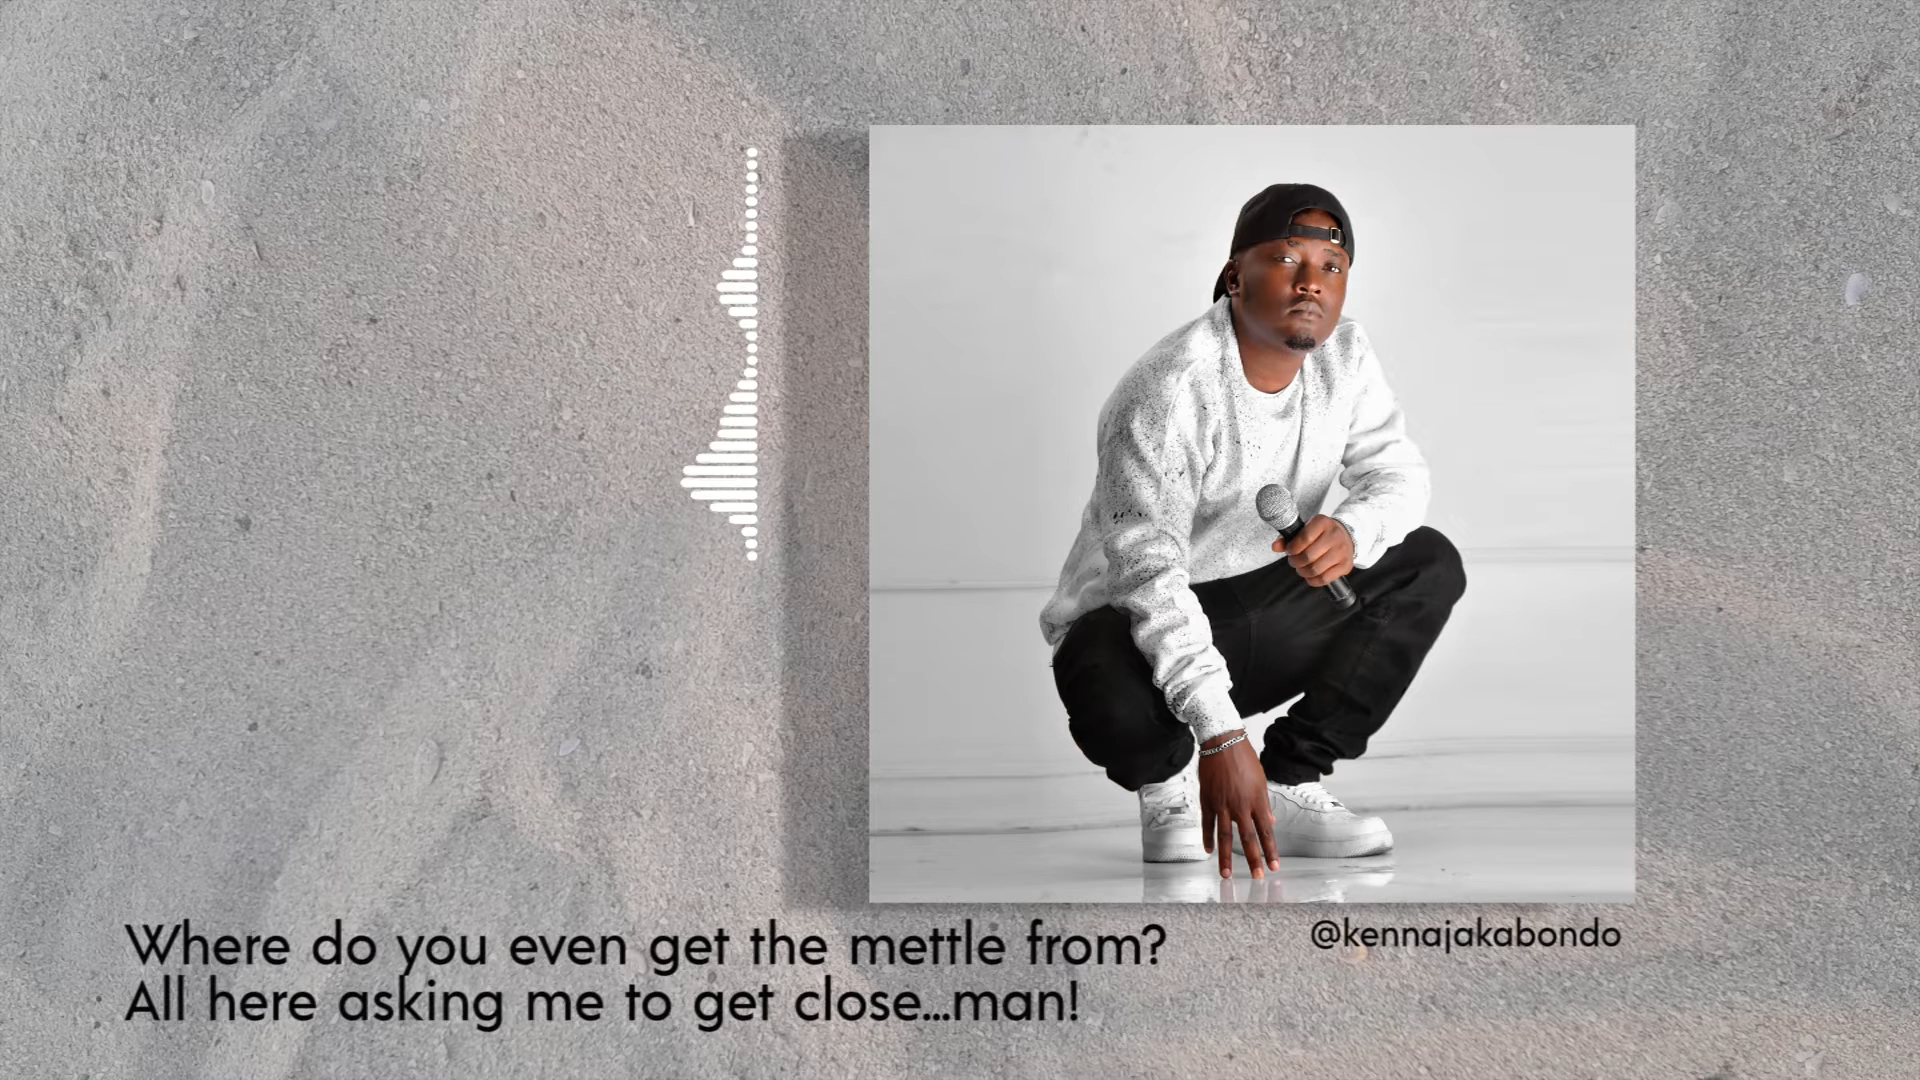 Where do you even get the mettle from?
All here asking me to get close...man!
@kennajakabondo